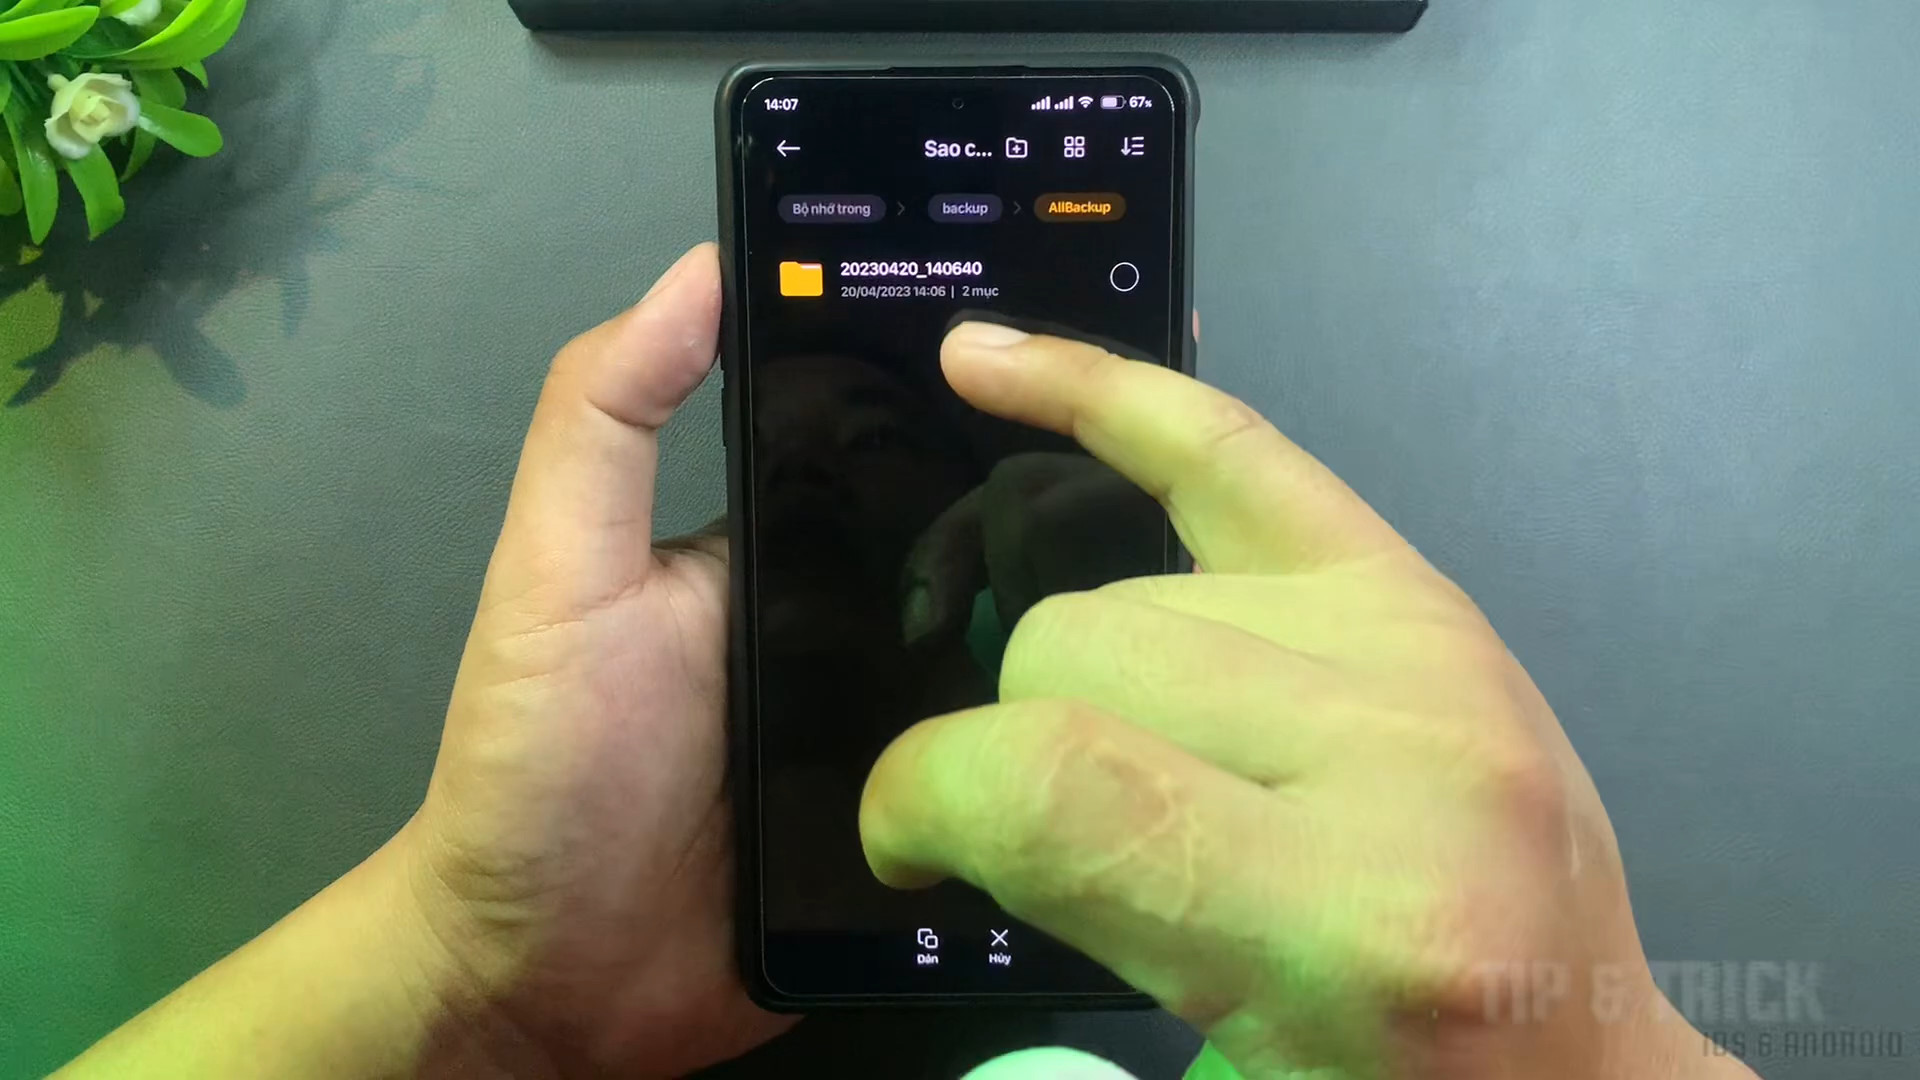 14:07
67%
Sao c...
Bộ nhớ trong
backup
AllBackup
20230420_140640
20/04/2023 14:06 | 2 mục
Dán
Hủy
TIP & TRICK
IOS & ANDROID